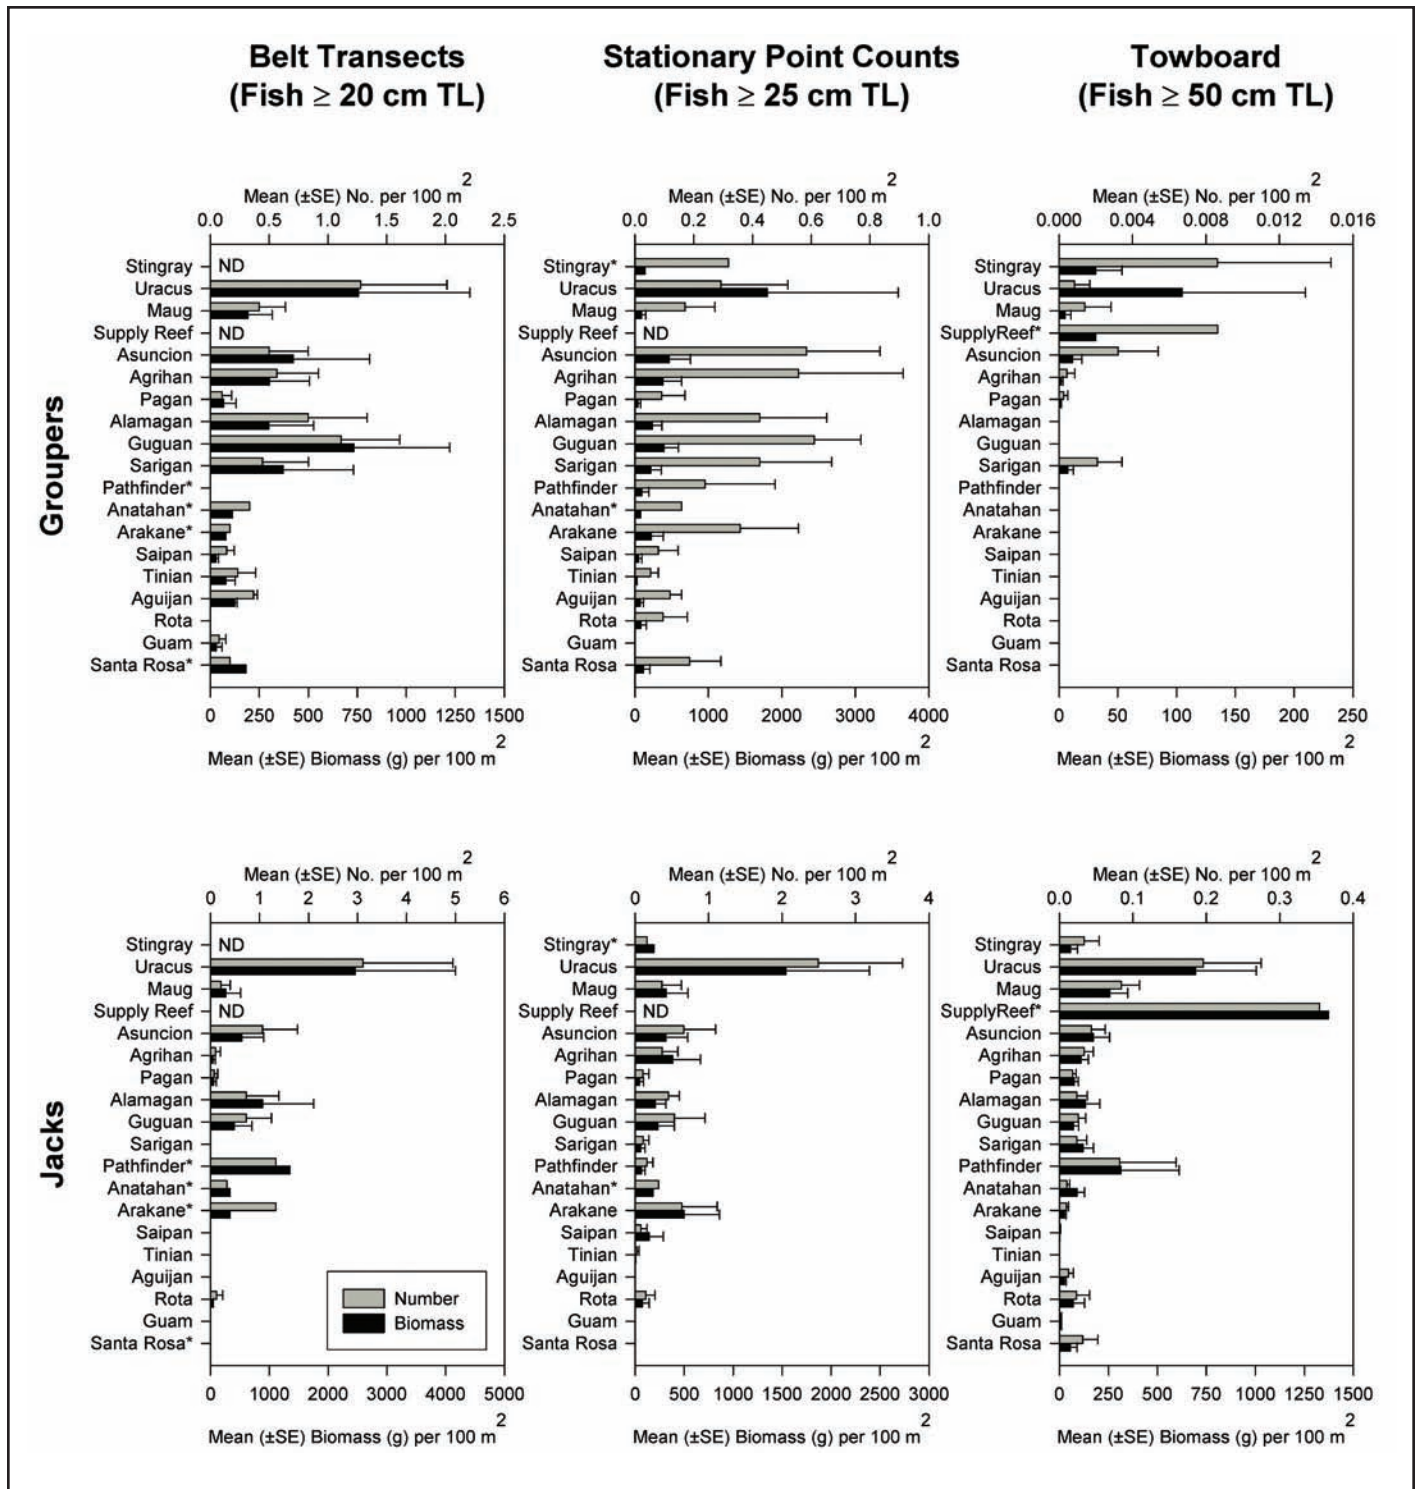 Belt Transects
(Fish ≥ 20 cm TL)
Stationary Point Counts
(Fish ≥ 25 cm TL)
Towboard
(Fish ≥ 50 cm TL)
Groupers
Mean (±SE) No. per 100 m2
0.0 0.5 1.0 1.5 2.0 2.5
Stingray ND
Uracus
Maug
Supply Reef ND
Asuncion
Agrihan
Pagan
Alamagan
Guguan
Sarigan
Pathfinder*
Anatahan*
Arakane*
Saipan
Tinian
Aguijan
Rota
Guam
Santa Rosa*
0 250 500 750 1000 1250 1500
Mean (±SE) Biomass (g) per 100 m2
Mean (±SE) No. per 100 m2
0.0 0.2 0.4 0.6 0.8 1.0
Stingray*
Uracus
Maug
Supply Reef ND
Asuncion
Agrihan
Pagan
Alamagan
Guguan
Sarigan
Pathfinder
Anatahan*
Arakane
Saipan
Tinian
Aguijan
Rota
Guam
Santa Rosa
0 1000 2000 3000 4000
Mean (±SE) Biomass (g) per 100 m2
Mean (±SE) No. per 100 m2
0.000 0.004 0.008 0.012 0.016
Stingray
Uracus
Maug
SupplyReef*
Asuncion
Agrihan
Pagan
Alamagan
Guguan
Sarigan
Pathfinder
Anatahan
Arakane
Saipan
Tinian
Aguijan
Rota
Guam
Santa Rosa
0 50 100 150 200 250
Mean (±SE) Biomass (g) per 100 m2
Jacks
Mean (±SE) No. per 100 m2
0 1 2 3 4 5 6
Stingray ND
Uracus
Maug
Supply Reef ND
Asuncion
Agrihan
Pagan
Alamagan
Guguan
Sarigan
Pathfinder*
Anatahan*
Arakane*
Saipan
Tinian
Aguijan
Rota
Guam
Santa Rosa*
Number
Biomass
0 1000 2000 3000 4000 5000
Mean (±SE) Biomass (g) per 100 m2
Mean (±SE) No. per 100 m2
0 1 2 3 4
Stingray*
Uracus
Maug
Supply Reef ND
Asuncion
Agrihan
Pagan
Alamagan
Guguan
Sarigan
Pathfinder
Anatahan*
Arakane
Saipan
Tinian
Aguijan
Rota
Guam
Santa Rosa
0 500 1000 1500 2000 2500 3000
Mean (±SE) Biomass (g) per 100 m2
Mean (±SE) No. per 100 m2
0.0 0.1 0.2 0.3 0.4
Stingray
Uracus
Maug
SupplyReef*
Asuncion
Agrihan
Pagan
Alamagan
Guguan
Sarigan
Pathfinder
Anatahan
Arakane
Saipan
Tinian
Aguijan
Rota
Guam
Santa Rosa
0 250 500 750 1000 1250 1500
Mean (±SE) Biomass (g) per 100 m2